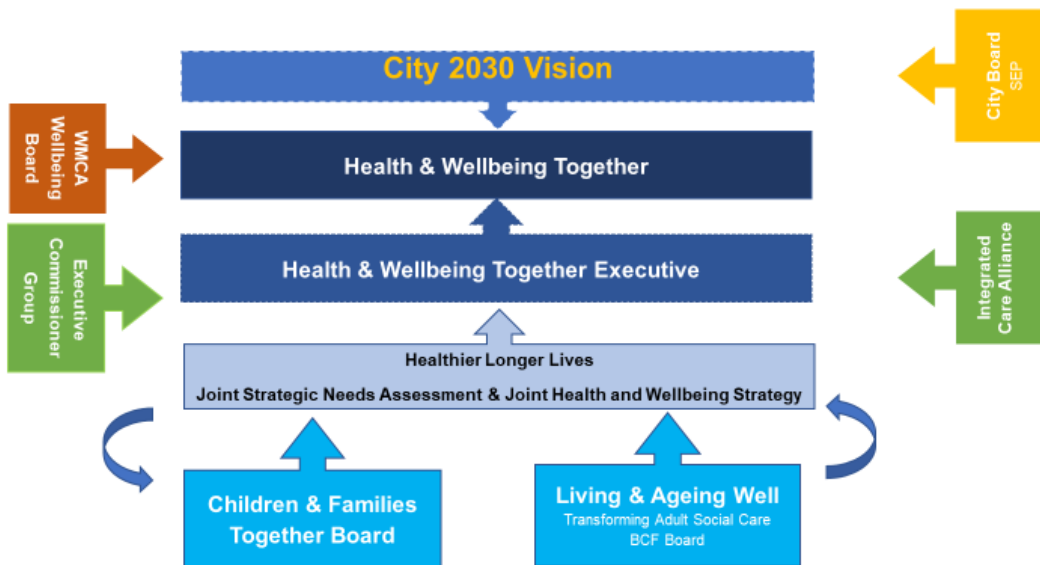 City 2030 Vision
City Board
SEP
WMCA
Wellbeing
Board
Health & Wellbeing Together
Executive
Commissioner
Group
Health & Wellbeing Together Executive
Integrated
Care Alliance
Healthier Longer Lives
Joint Strategic Needs Assessment & Joint Health and Wellbeing Strategy
Children & Families
Together Board
Living & Ageing Well
Transforming Adult Social Care
BCF Board